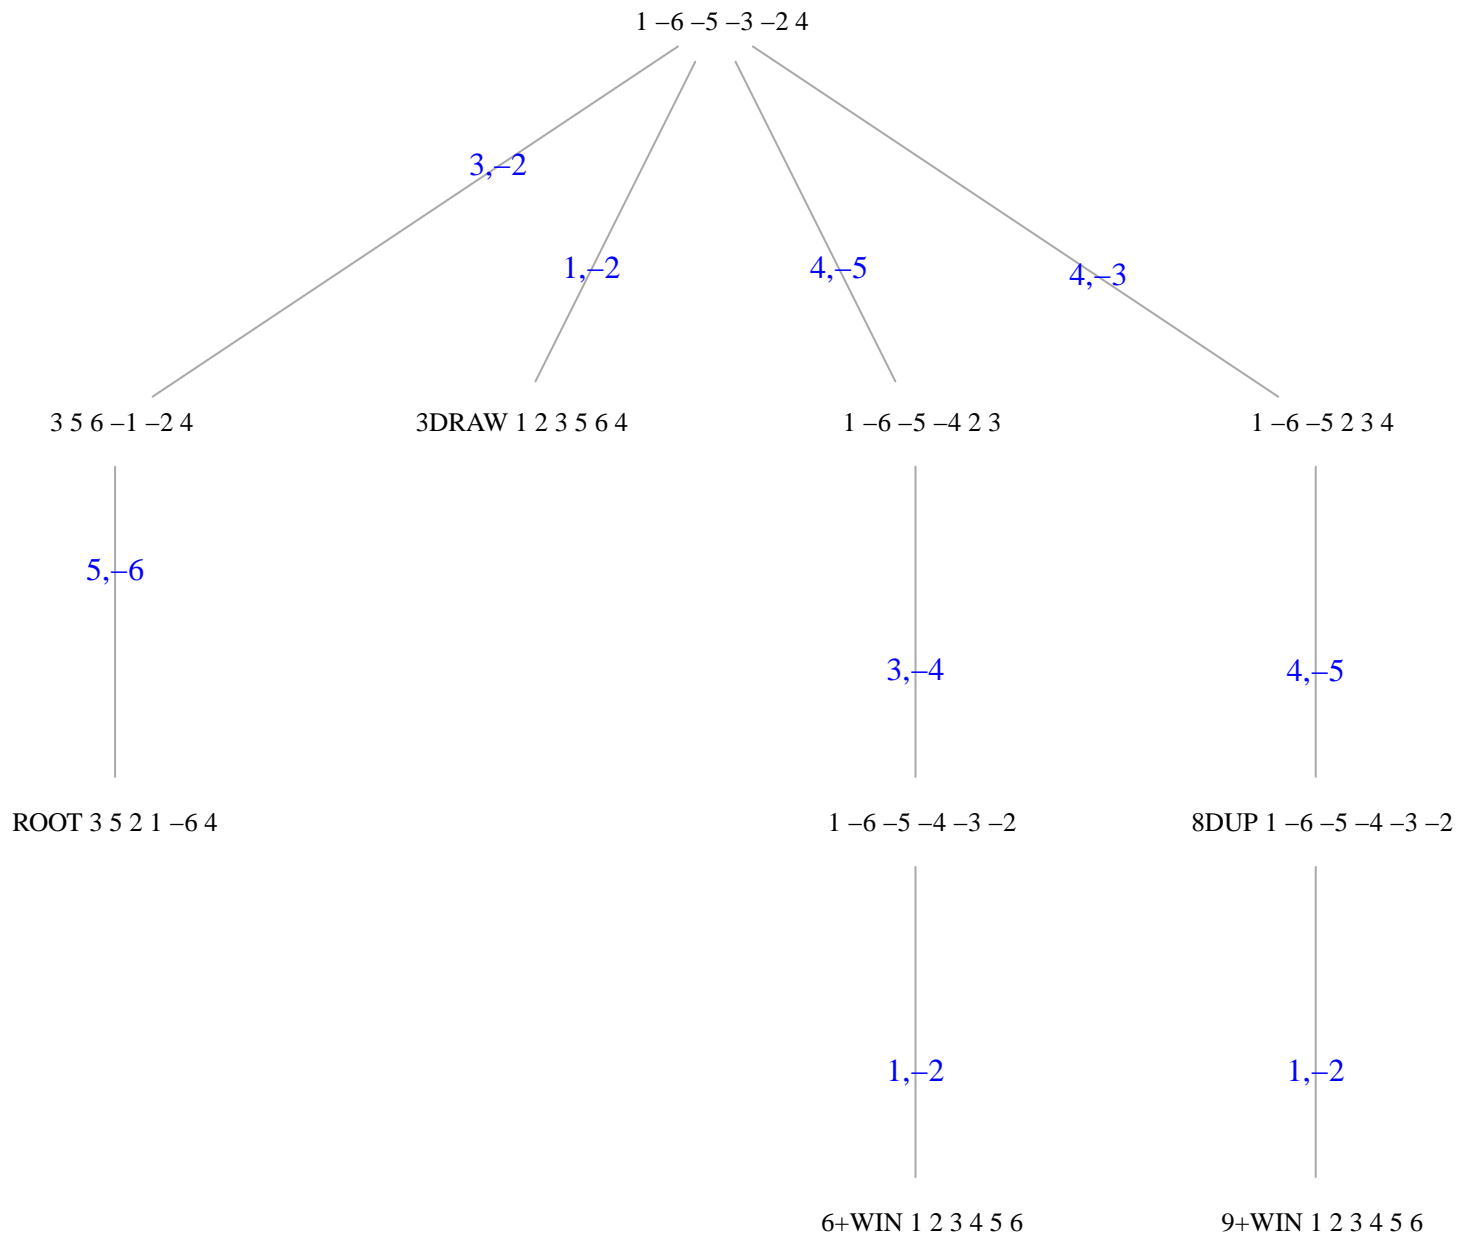 1 –6 –5 –3 –2 4
3,–2
1,–2
4,–5
4,–3
3 5 6 –1 –2 4
3DRAW 1 2 3 5 6 4
1 –6 –5 –4 2 3
1 –6 –5 2 3 4
5,–6
3,–4
4,–5
ROOT 3 5 2 1 –6 4
1 –6 –5 –4 –3 –2
8DUP 1 –6 –5 –4 –3 –2
1,–2
1,–2
6+WIN 1 2 3 4 5 6
9+WIN 1 2 3 4 5 6